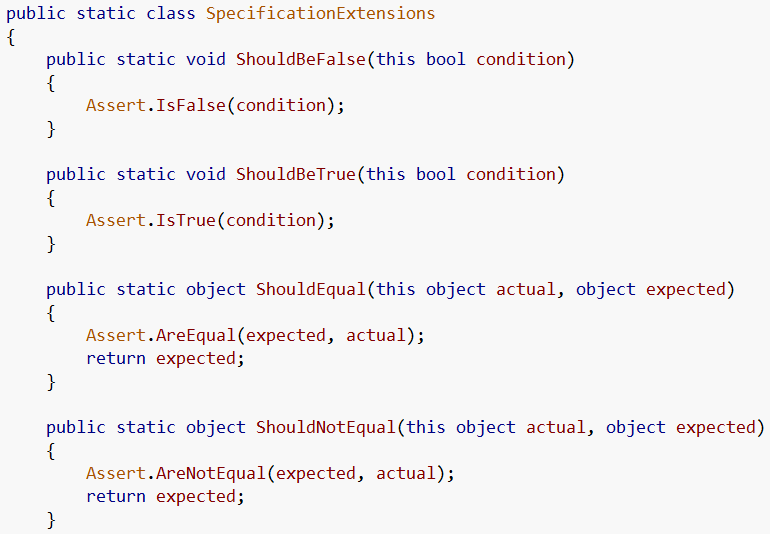 public static class SpecificationExtensions
{
    public static void ShouldBeFalse(this bool condition)
    {
        Assert.IsFalse(condition);
    }

    public static void ShouldBeTrue(this bool condition)
    {
        Assert.IsTrue(condition);
    }

    public static object ShouldEqual(this object actual, object expected)
    {
        Assert.AreEqual(expected, actual);
        return expected;
    }

    public static object ShouldNotEqual(this object actual, object expected)
    {
        Assert.AreNotEqual(expected, actual);
        return expected;
    }